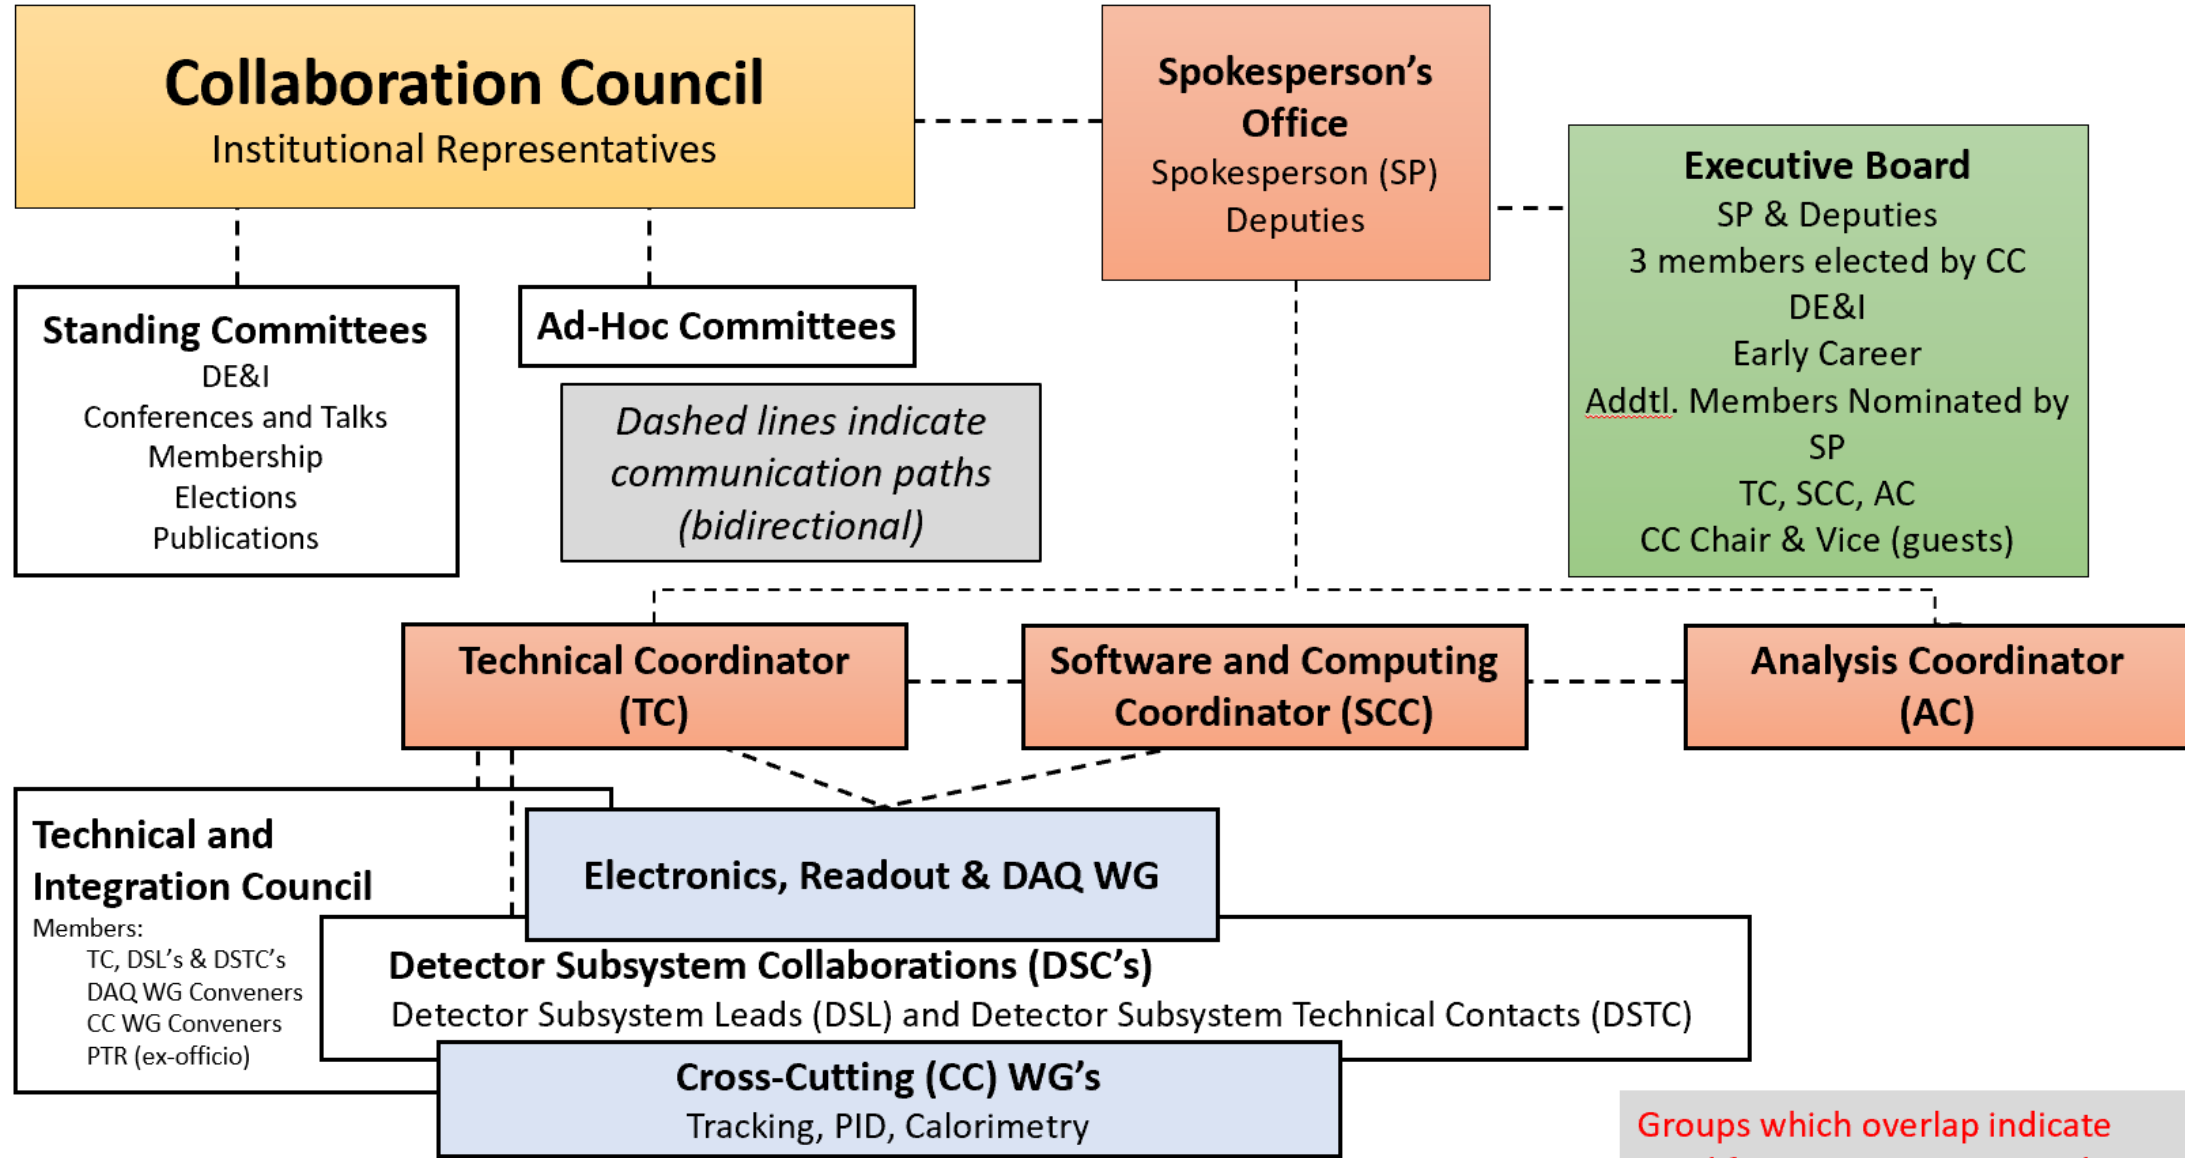 Collaboration Council
Institutional Representatives
Spokesperson’s
Office
Spokesperson (SP)
Deputies
Executive Board
SP & Deputies
3 members elected by CC
DE&I
Early Career
Addtl. Members Nominated by
SP
TC, SCC, AC
CC Chair & Vice (guests)
Standing Committees
DE&I
Conferences and Talks
Membership
Elections
Publications
Ad-Hoc Committees
Dashed lines indicate
communication paths
(bidirectional)
Technical Coordinator
(TC)
Software and Computing
Coordinator (SCC)
Analysis Coordinator
(AC)
Technical and
Integration Council
Members:
TC, DSL’s & DSTC’s
DAQ WG Conveners
CC WG Conveners
PTR (ex-officio)
Electronics, Readout & DAQ WG
Detector Subsystem Collaborations (DSC’s)
Detector Subsystem Leads (DSL) and Detector Subsystem Technical Contacts (DSTC)
Cross-Cutting (CC) WG’s
Tracking, PID, Calorimetry
Groups which overlap indicate